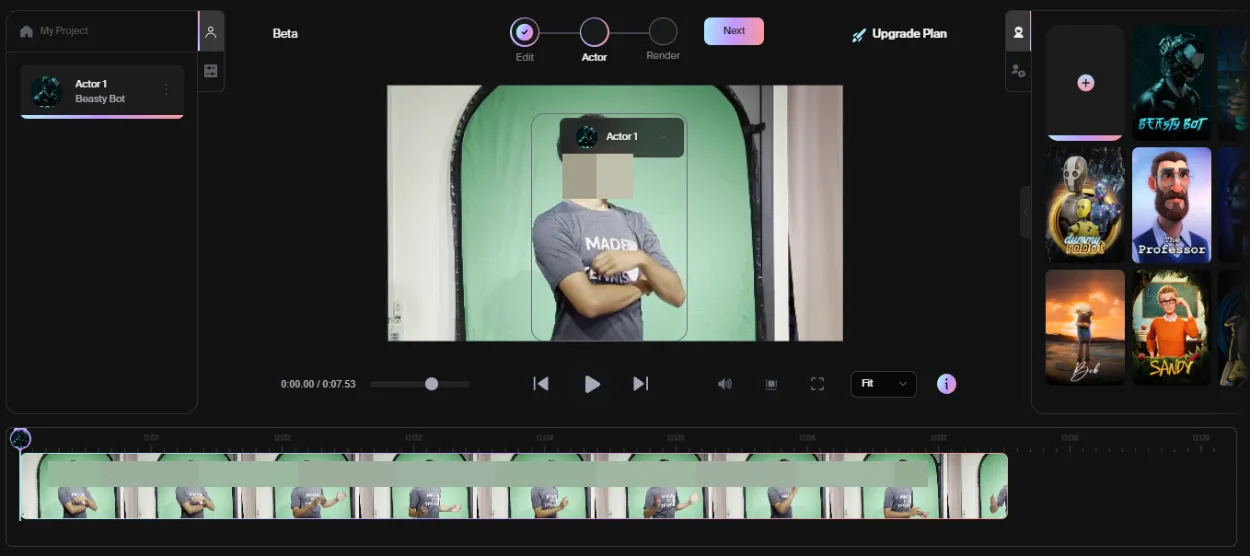 My Project
Actor 1
Beasty Bot
Beta
Edit
Actor
Render
Next
Upgrade Plan
Actor 1
MADE
0:00.00 / 0:07.53
Fit
BEASTY BOT
dummy
ROBOT
The
Professor
Bob
SANDY
0:01
0:02
0:03
0:04
0:05
0:06
0:07
0:08
0:09